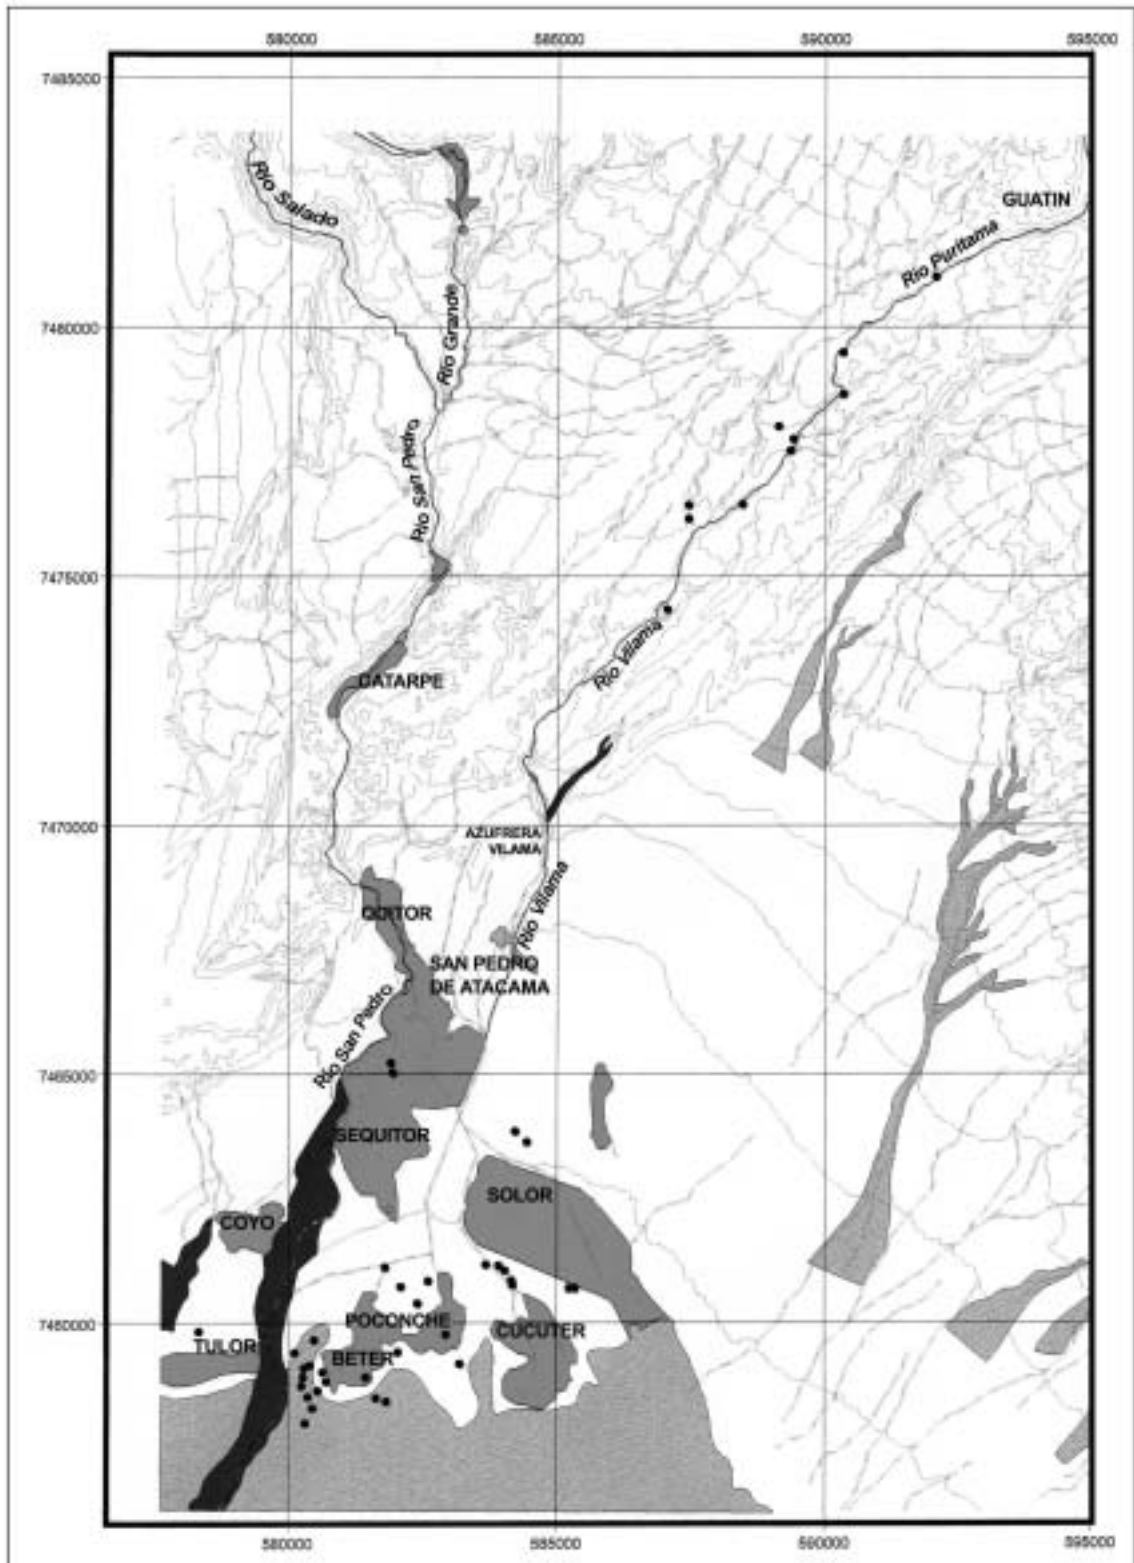 580000 585000 590000 595000
7485000
GUATIN
Rio Salado
Rio Puritama
Rio Grande
7480000
Rio San Pedro
7475000
Rio Vilama
CATARPE
7470000
AZUFRERA
VILAMA
Rio Vilama
QUITOR
SAN PEDRO
DE ATACAMA
Rio San Pedro
7465000
SEQUITOR
SOLOR
COYO
7460000
POCONCHE
CUCUTER
TULOR
BETER
580000 585000 590000 595000